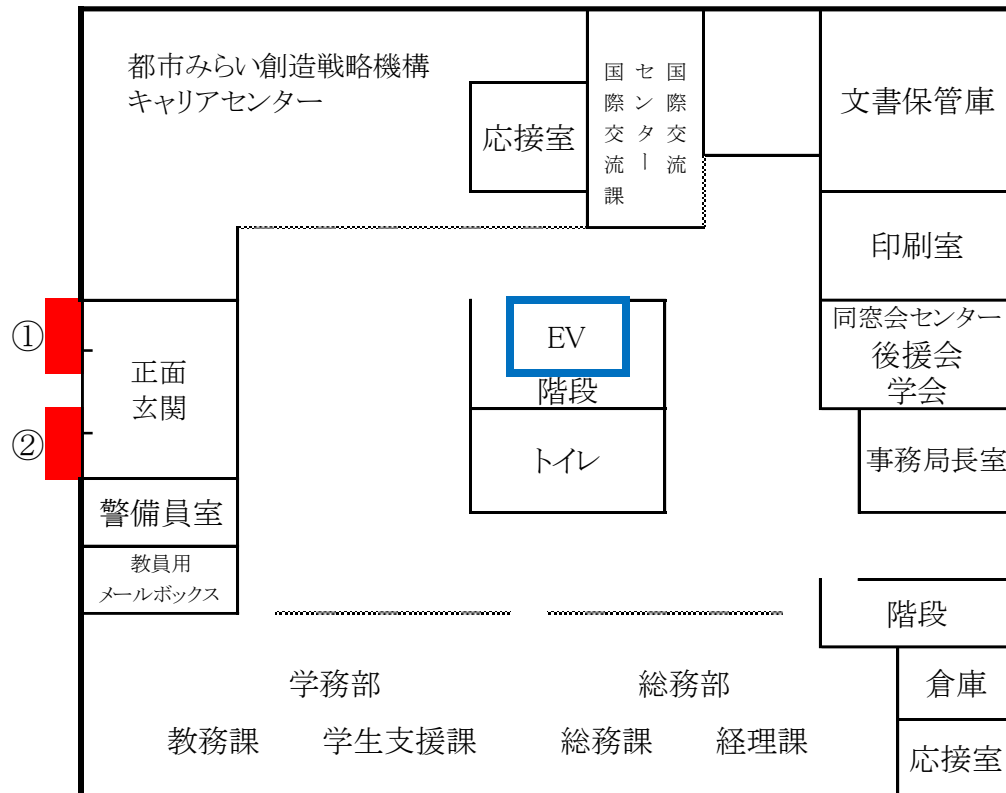 都市みらい創造戦略機構
キャリアセンター
応接室
国際交流
センター
国際交流課
文書保管庫
印刷室
①
②
正面
玄関
EV
階段
トイレ
同窓会センター
後援会
学会
事務局長室
警備員室
教員用
メールボックス
階段
学務部
総務部
教務課 学生支援課 総務課 経理課
倉庫
応接室